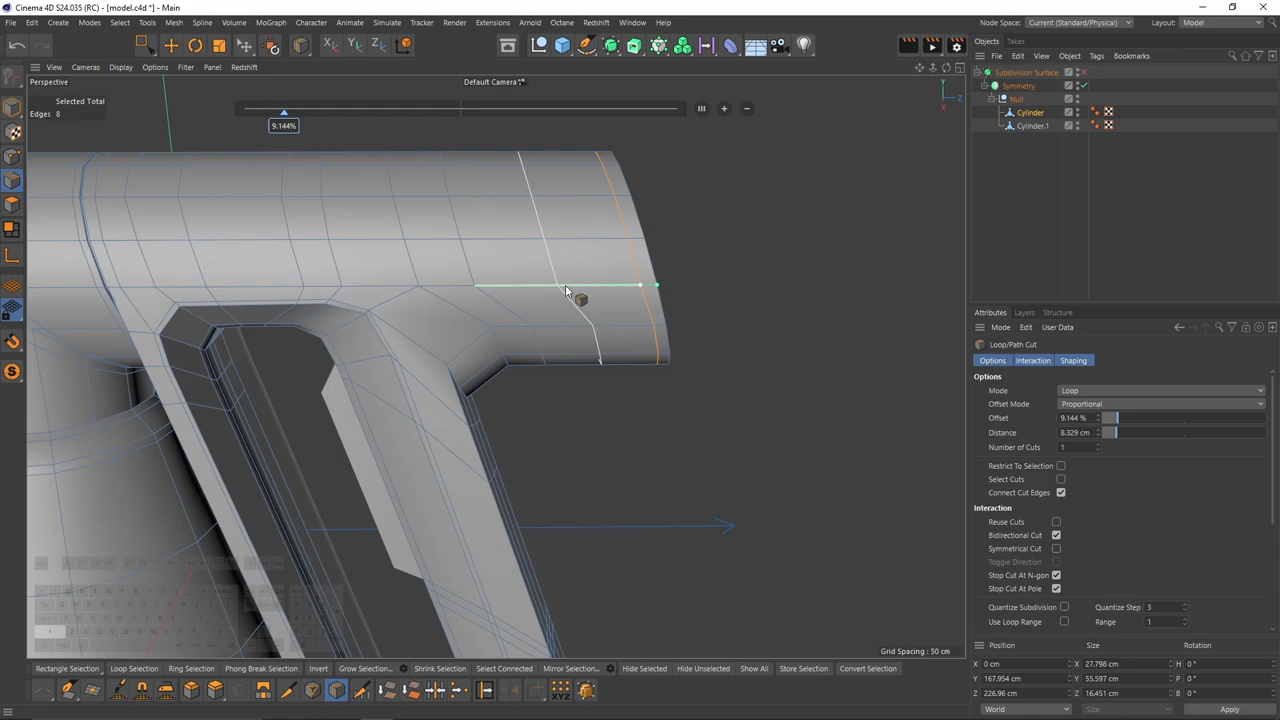 Cinema 4D S24.035 (RC) - [model.c4d *] - Main
File Edit Create Modes Select Tools Mesh Spline Volume MoGraph Character Animate Simulate Tracker Render Extensions Arnold Octane Redshift Window Help
Node Space: Current (Standard/Physical) Layout: Model
X Y Z
View Cameras Display Options Filter Panel Redshift
Perspective
Default Camera
Selected Total
Edges 8
9.144%
Y
Z
X
Grid Spacing : 50 cm
Rectangle Selection Loop Selection Ring Selection Phong Break Selection Invert Grow Selection... Shrink Selection Select Connected Mirror Selection... Hide Selected Hide Unselected Show All Store Selection Convert Selection
XYZ
Objects Takes
File Edit View Object Tags Bookmarks
Subdivision Surface
Symmetry
Null
Cylinder
Cylinder.1
Attributes Layers Structure
Mode Edit User Data
Loop/Path Cut
Options Interaction Shaping
Options
Mode Loop
Offset Mode Proportional
Offset 9.144 %
Distance 8.329 cm
Number of Cuts 1
Restrict To Selection
Select Cuts
Connect Cut Edges
Interaction
Reuse Cuts
Bidirectional Cut
Symmetrical Cut
Toggle Direction
Stop Cut At N-gon
Stop Cut At Pole
Quantize Subdivision Quantize Step 3
Use Loop Range Range 1
Position Size Rotation
X 0 cm X 27.798 cm H 0 °
Y 167.954 cm Y 55.597 cm P 0 °
Z 226.96 cm Z 16.451 cm B 0 °
World Size Apply